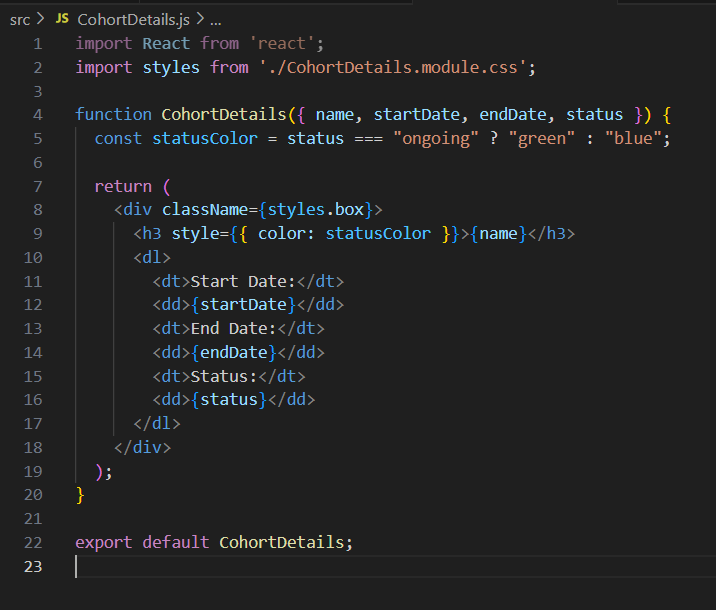 src > JS CohortDetails.js > ...
1 import React from 'react';
2 import styles from './CohortDetails.module.css';
3
4 function CohortDetails({ name, startDate, endDate, status }) {
5   const statusColor = status === "ongoing" ? "green" : "blue";
6
7   return (
8     <div className={styles.box}>
9       <h3 style={{ color: statusColor }}>{name}</h3>
10       <dl>
11         <dt>Start Date:</dt>
12         <dd>{startDate}</dd>
13         <dt>End Date:</dt>
14         <dd>{endDate}</dd>
15         <dt>Status:</dt>
16         <dd>{status}</dd>
17       </dl>
18     </div>
19   );
20 }
21
22 export default CohortDetails;
23